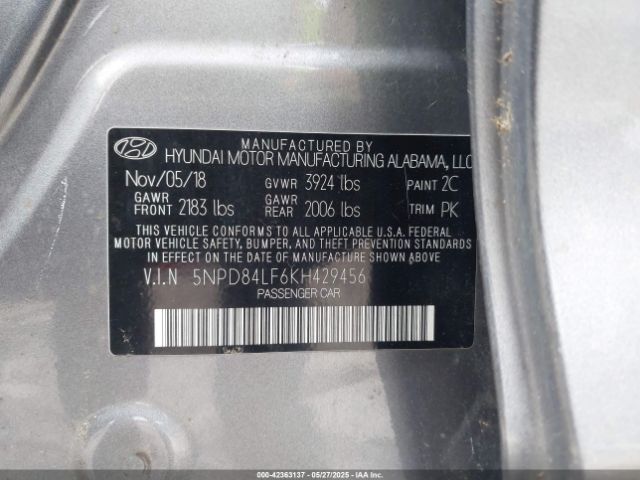 MANUFACTURED BY
HYUNDAI MOTOR MANUFACTURING ALABAMA, LLC
Nov/05/18 GVWR 3924 lbs PAINT 2C
GAWR FRONT 2183 lbs GAWR REAR 2006 lbs TRIM PK
THIS VEHICLE CONFORMS TO ALL APPLICABLE U.S.A. FEDERAL
MOTOR VEHICLE SAFETY, BUMPER, AND THEFT PREVENTION STANDARDS
IN EFFECT ON THE DATE OF MANUFACTURE SHOWN ABOVE
V.I.N 5NPD84LF6KH429456
PASSENGER CAR
000-42363137 - 05/27/2025 - IAAI.COM